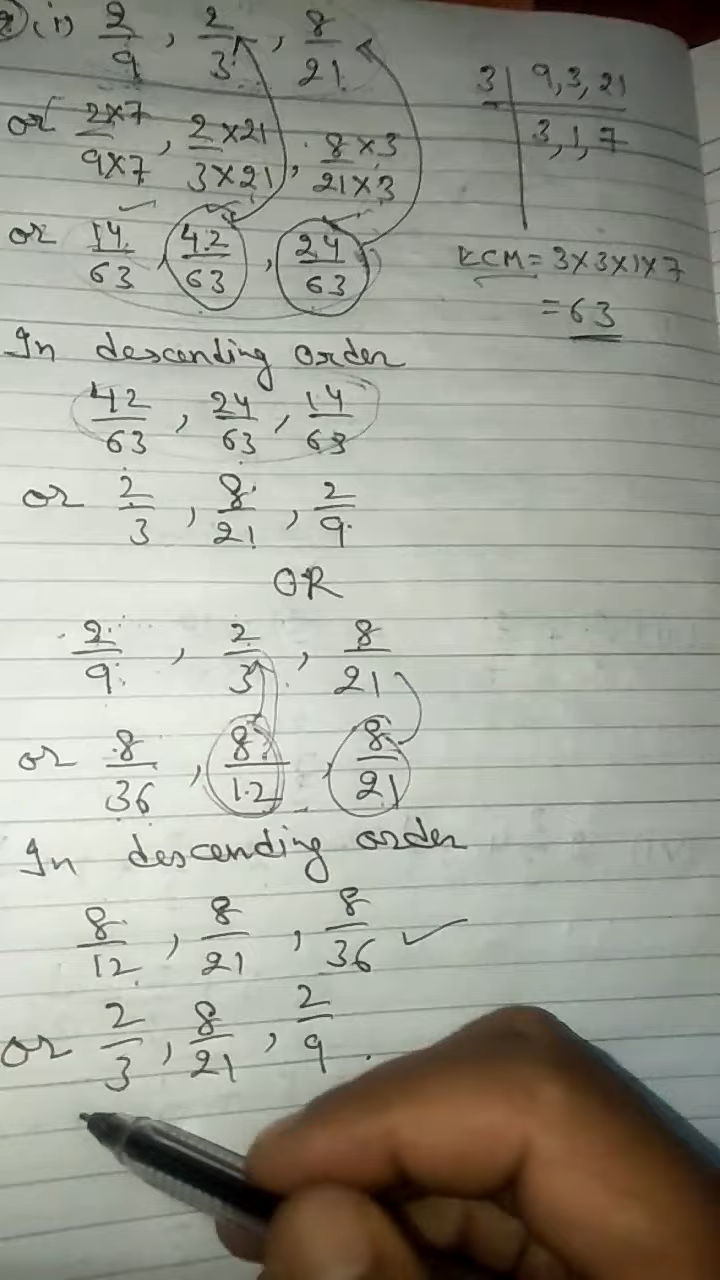 2(i) 2/9, 2/3, 8/21
or 2×7/9×7, 2×21/3×21, 8×3/21×3
or 14/63, 42/63, 24/63
In descending order
42/63, 24/63, 14/63
or 2/3, 8/21, 2/9
OR
2/9, 2/3, 8/21
or 8/36, 8/12, 8/21
In descending order
8/12, 8/21, 8/36 ✓
or 2/3, 8/21, 2/9.
3 | 9, 3, 21
3, 1, 7
LCM = 3×3×1×7
= 63